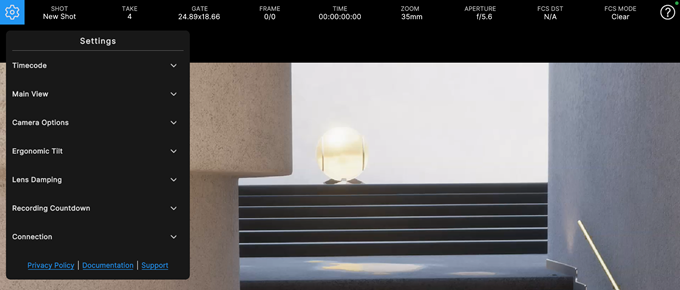 SHOT TAKE GATE FRAME TIME ZOOM APERTURE FCS DST FCS MODE
New Shot 4 24.89x18.66 0/0 00:00:00:00 35mm f/5.6 N/A Clear
?
Settings
Timecode
Main View
Camera Options
Ergonomic Tilt
Lens Damping
Recording Countdown
Connection
Privacy Policy | Documentation | Support